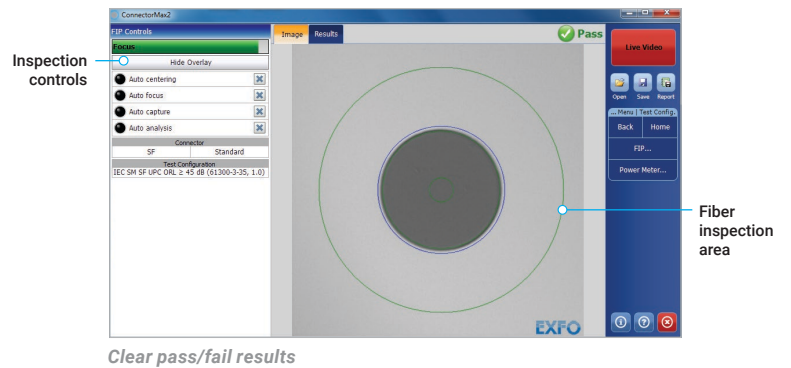 ConnectorMax2
FIP Controls
Focus
Hide Overlay
Auto centering
Auto focus
Auto capture
Auto analysis
Connector
SF Standard
Test Configuration
IEC SM SF UPC ORL ≥ 45 dB (61300-3-35, 1.0)
Inspection
controls
Image Results
Pass
EXFO
Live Video
Open Save Report
... Menu | Test Config.
Back Home
FIP...
Power Meter...
Fiber
inspection
area
Clear pass/fail results